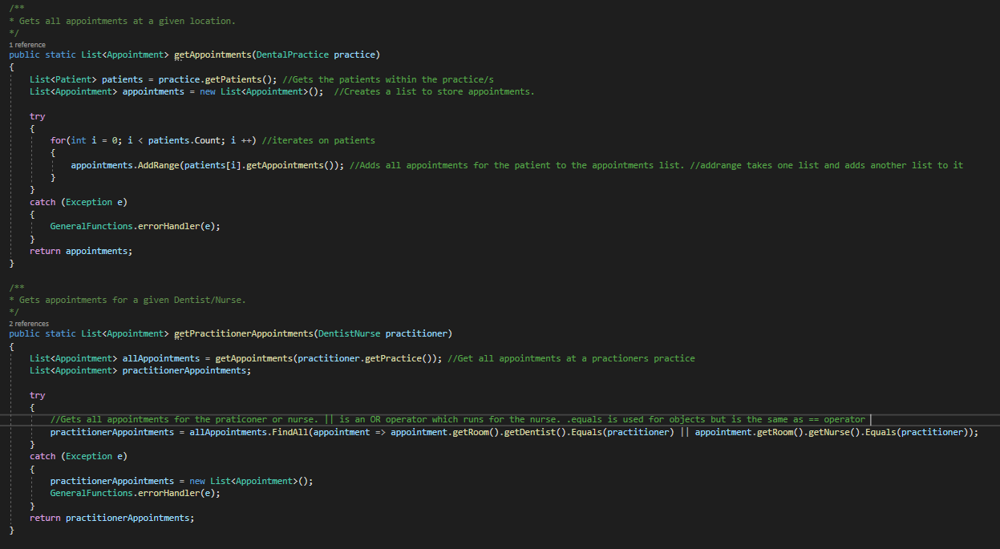 /**
* Gets all appointments at a given location.
*/
1 reference
public static List<Appointment> getAppointments(DentalPractice practice)
{
List<Patient> patients = practice.getPatients(); //Gets the patients within the practice/s
List<Appointment> appointments = new List<Appointment>(); //Creates a list to store appointments.
try
{
for(int i = 0; i < patients.Count; i ++) //iterates on patients
{
appointments.AddRange(patients[i].getAppointments()); //Adds all appointments for the patient to the appointments list. //addrange takes one list and adds another list to it
}
}
catch (Exception e)
{
GeneralFunctions.errorHandler(e);
}
return appointments;
}
/**
* Gets appointments for a given Dentist/Nurse.
*/
2 references
public static List<Appointment> getPractitionerAppointments(DentistNurse practitioner)
{
List<Appointment> allAppointments = getAppointments(practitioner.getPractice()); //Get all appointments at a practioners practice
List<Appointment> practitionerAppointments;
try
{
//Gets all appointments for the praticoner or nurse. || is an OR operator which runs for the nurse. .equals is used for objects but is the same as == operator
practitionerAppointments = allAppointments.FindAll(appointment => appointment.getRoom().getDentist().Equals(practitioner) || appointment.getRoom().getNurse().Equals(practitioner));
}
catch (Exception e)
{
practitionerAppointments = new List<Appointment>();
GeneralFunctions.errorHandler(e);
}
return practitionerAppointments;
}